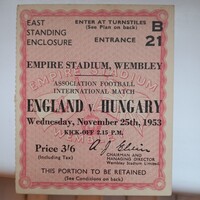 EAST
STANDING
ENCLOSURE
ENTER AT TURNSTILES
(See Plan on back)
ENTRANCE
B
21
EMPIRE STADIUM, WEMBLEY
ASSOCIATION FOOTBALL
INTERNATIONAL MATCH
ENGLAND v. HUNGARY
Wednesday, November 25th, 1953
KICK-OFF 2.15 P.M.
Price 3/6
(Including Tax)
CHAIRMAN AND
MANAGING DIRECTOR
Wembley Stadium Limited
THIS PORTION TO BE RETAINED
(See conditions on back)